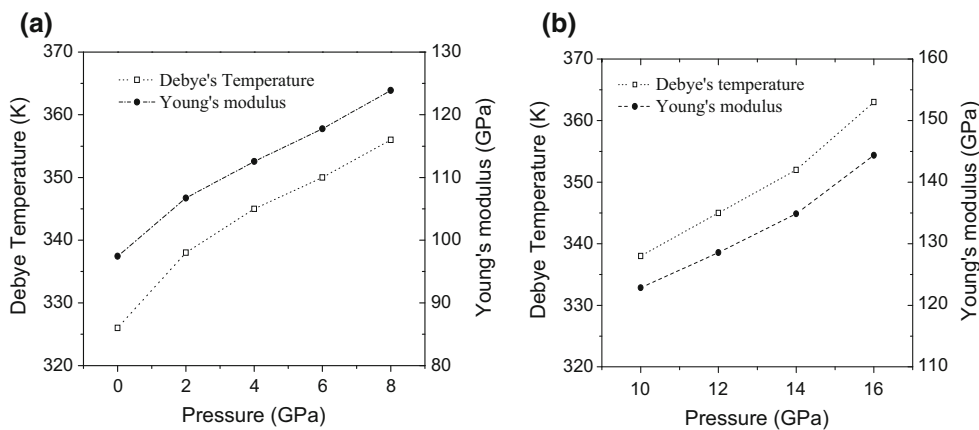 (a)
Debye's Temperature
Young's modulus
370
360
350
340
330
320
130
120
110
100
90
80
0 2 4 6 8
Pressure (GPa)
Debye Temperature (K)
Young's modulus (GPa)
(b)
Debye's temperature
Young's modulus
370
360
350
340
330
320
160
150
140
130
120
110
10 12 14 16
Pressure (GPa)
Debye Temperature (K)
Young's modulus (GPa)